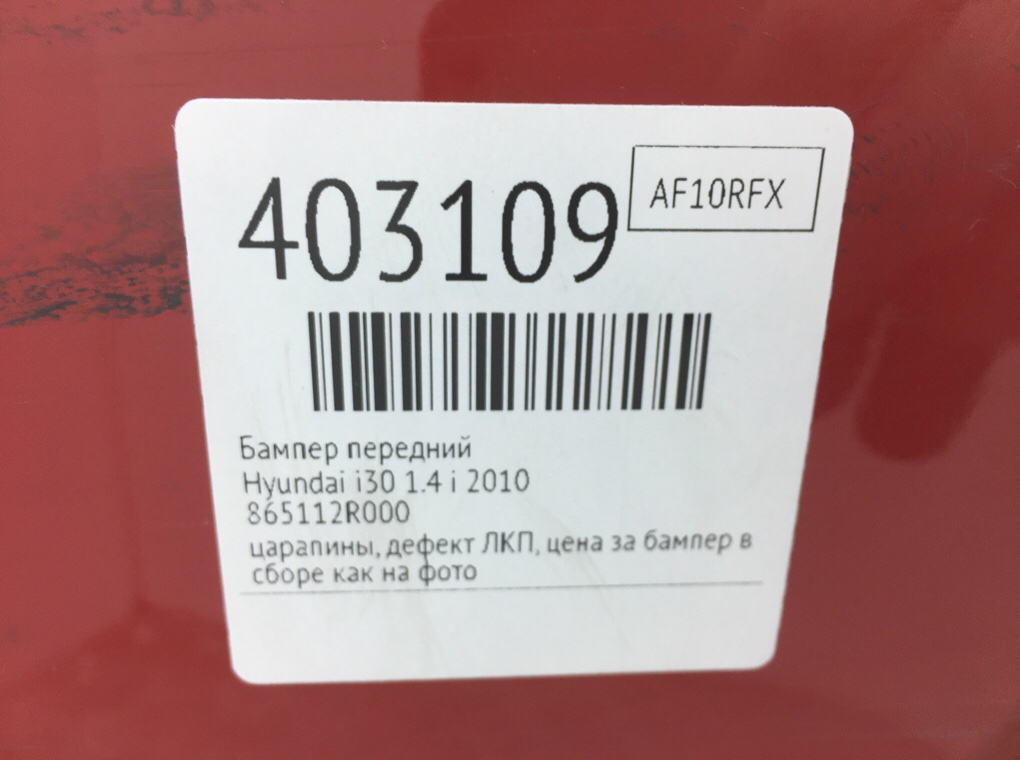 403109
AF10RFX
Бампер передний
Hyundai i30 1.4 i 2010
865112R000
царапины, дефект ЛКП, цена за бампер в
сборе как на фото